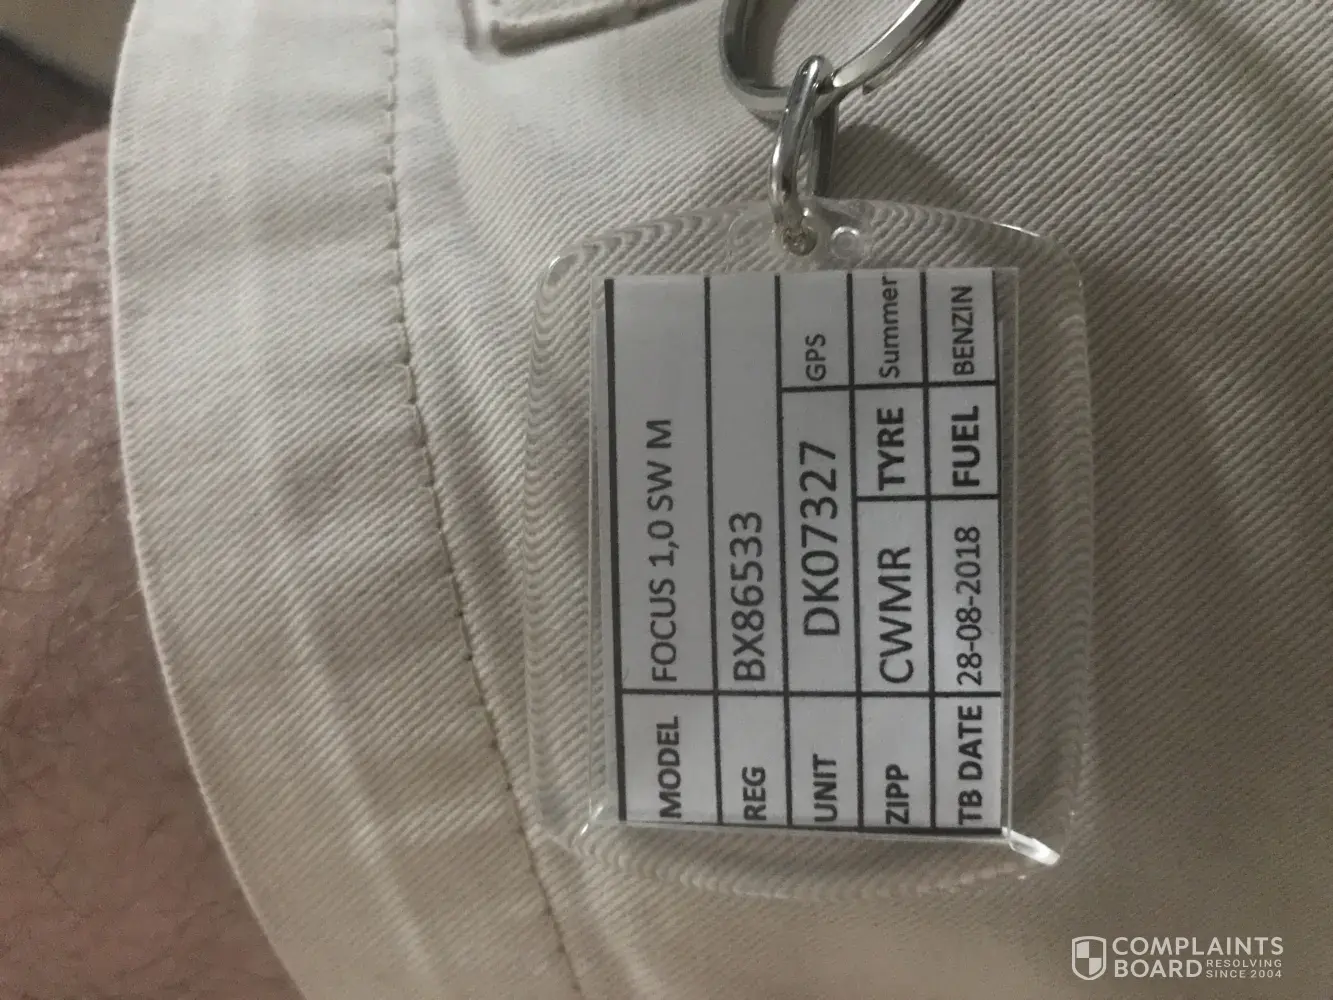 MODEL FOCUS 1,0 SW M
REG BX86533
UNIT DK07327 GPS
ZIPP CWMR TYRE Summer
TB DATE 28-08-2018 FUEL BENZIN
COMPLAINTS
BOARD RESOLVING
SINCE 2004